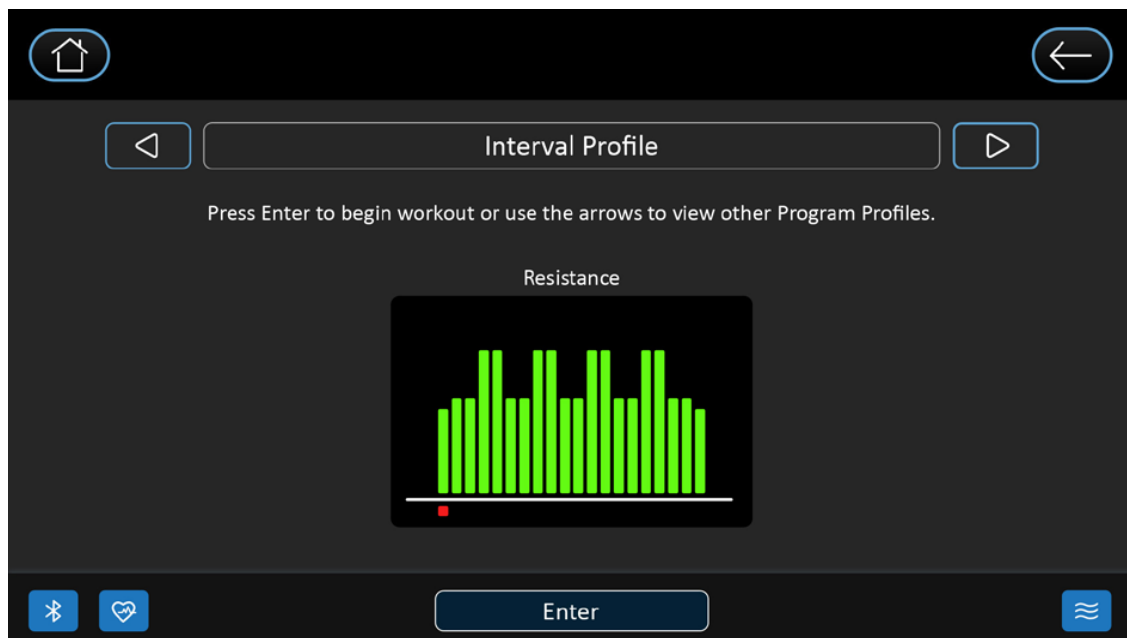 Interval Profile
Press Enter to begin workout or use the arrows to view other Program Profiles.
Resistance
Enter